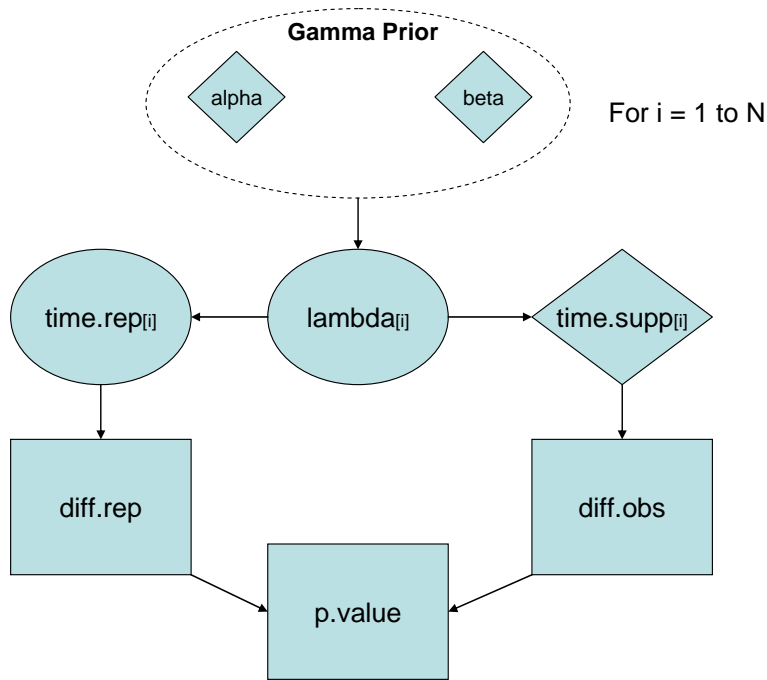 Gamma Prior
alpha
beta
For i = 1 to N
time.rep[i]
lambda[i]
time.supp[i]
diff.rep
diff.obs
p.value